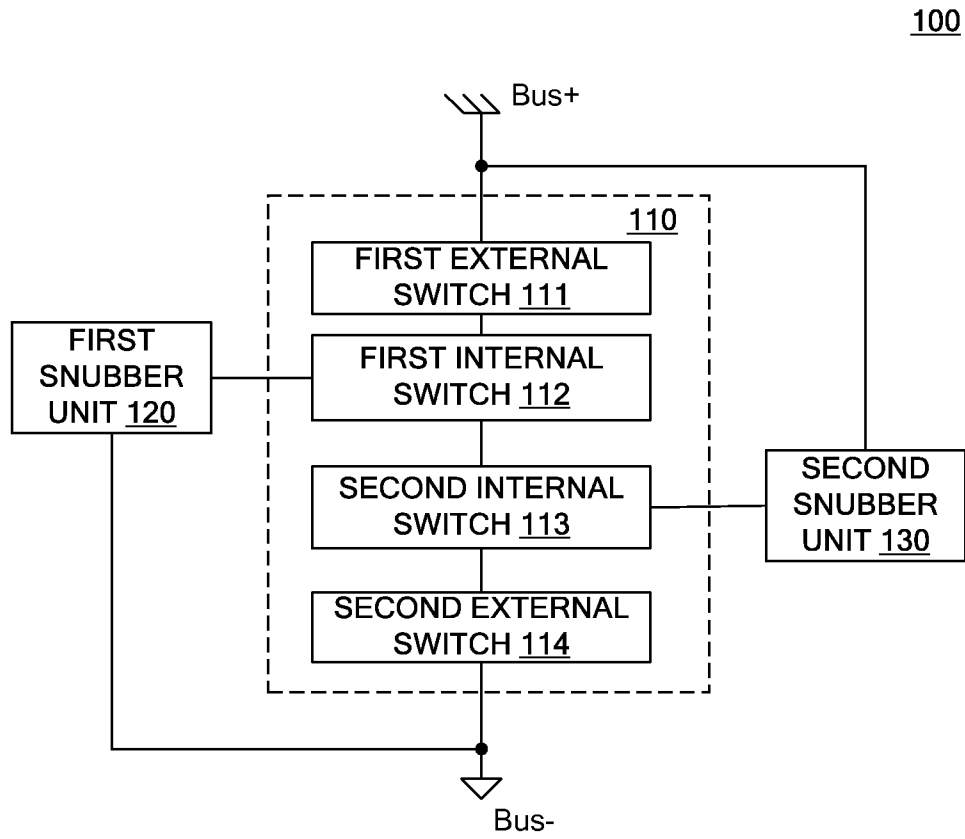 100
Bus+
110
FIRST EXTERNAL
SWITCH 111
FIRST
SNUBBER
UNIT 120
FIRST INTERNAL
SWITCH 112
SECOND INTERNAL
SWITCH 113
SECOND
SNUBBER
UNIT 130
SECOND EXTERNAL
SWITCH 114
Bus-